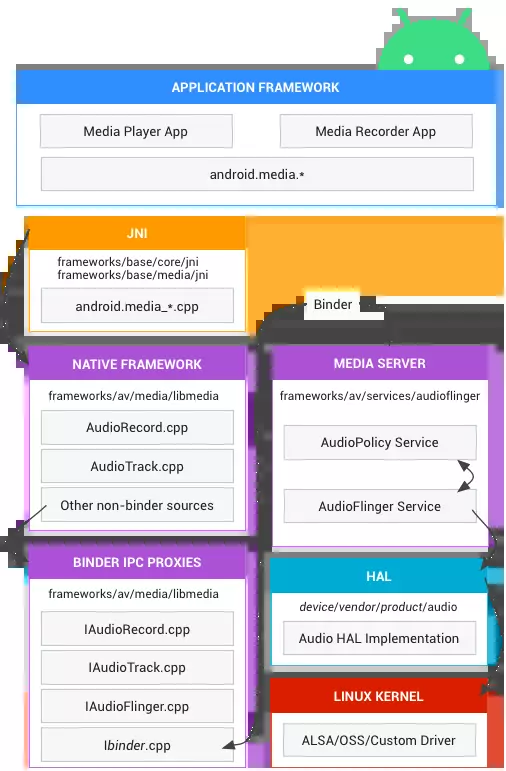 APPLICATION FRAMEWORK
Media Player App
Media Recorder App
android.media.*
JNI
frameworks/base/core/jni
frameworks/base/media/jni
android.media_*.cpp
Binder
NATIVE FRAMEWORK
frameworks/av/media/libmedia
AudioRecord.cpp
AudioTrack.cpp
Other non-binder sources
MEDIA SERVER
frameworks/av/services/audioflinger
AudioPolicy Service
AudioFlinger Service
BINDER IPC PROXIES
frameworks/av/media/libmedia
IAudioRecord.cpp
IAudioTrack.cpp
IAudioFlinger.cpp
Ibinder.cpp
HAL
device/vendor/product/audio
Audio HAL Implementation
LINUX KERNEL
ALSA/OSS/Custom Driver